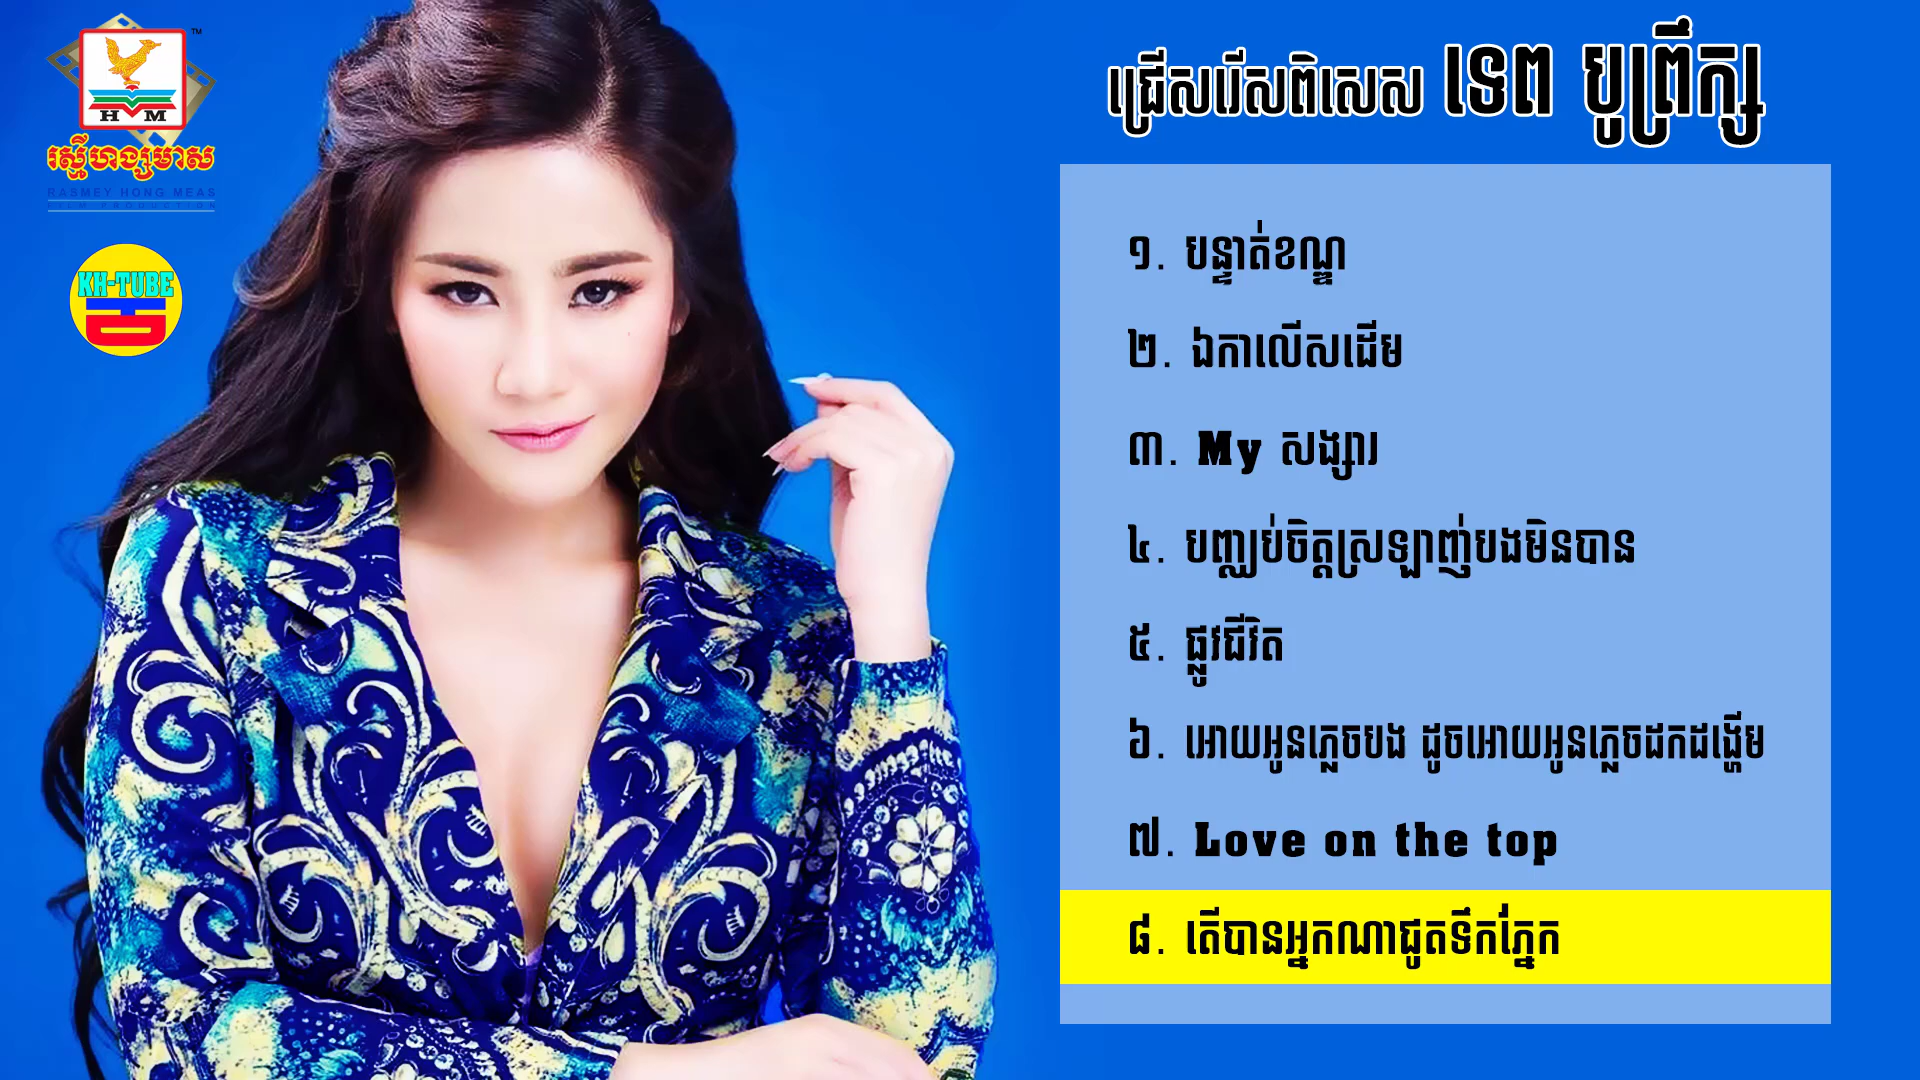 TM
H M
រស្មីហង្សមាស
RASMEY HONG MEAS
FILM PRODUCTION
KH-TUBE
ជ្រើសរើសពិសេស ទេព បូព្រឹក្ស
១. បន្ទាត់ខណ្ឌ
២. ឯកាលើសដើម
៣. My សង្សារ
៤. បញ្ឈប់ចិត្តស្រឡាញ់បងមិនបាន
៥. ផ្លូវជីវិត
៦. អោយអូនភ្លេចបង ដូចអោយអូនភ្លេចដកដង្ហើម
៧. Love on the top
៨. តើបានអ្នកណាជូតទឹកភ្នែក